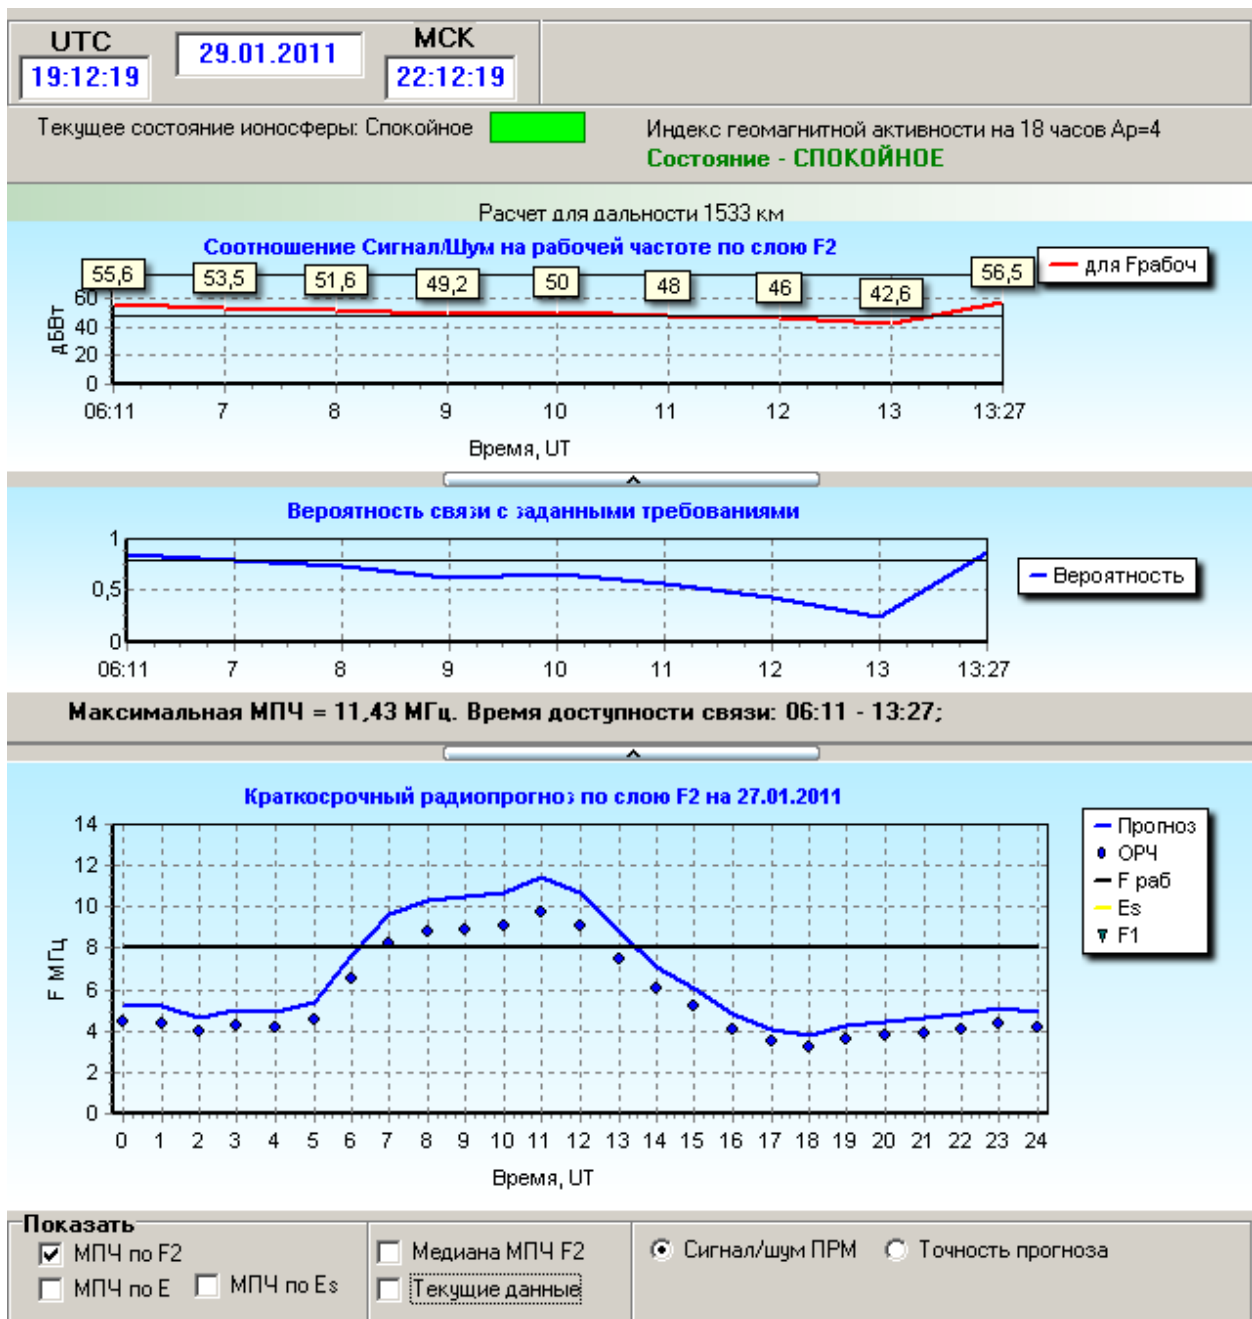 UTC
29.01.2011
МСК
19:12:19
22:12:19
Текущее состояние ионосферы: Спокойное
Индекс геомагнитной активности на 18 часов Ap=4
Состояние - СПОКОЙНОЕ
Расчет для дальности 1533 км
Соотношение Сигнал/Шум на рабочей частоте по слою F2
55,6
53,5
51,6
49,2
50
48
46
42,6
56,5
для Fрабоч
дБВт
60
40
20
0
06:11 7 8 9 10 11 12 13 13:27
Время, UT
Вероятность связи с заданными требованиями
1
0,5
0
Вероятность
06:11 7 8 9 10 11 12 13 13:27
Максимальная МПЧ = 11,43 МГц. Время доступности связи: 06:11 - 13:27;
Краткосрочный радиопрогноз по слою F2 на 27.01.2011
Прогноз
ОРЧ
F раб
Es
F1
F МГц
14
12
10
8
6
4
2
0
0 1 2 3 4 5 6 7 8 9 10 11 12 13 14 15 16 17 18 19 20 21 22 23 24
Время, UT
Показать
МПЧ по F2
МПЧ по E
МПЧ по Es
Медиана МПЧ F2
Текущие данные
Сигнал/шум ПРМ
Точность прогноза